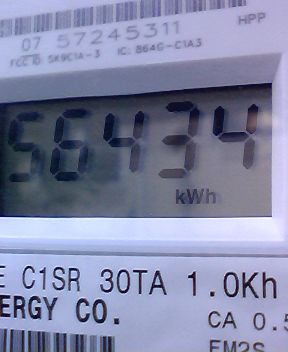 HPP
07 57245311
FCC ID: SK9C1A-3 IC: 864G-C1A3
56434
kWh
E C1SR 30TA 1.0Kh
ERGY CO.
CA 0.5
EM2S